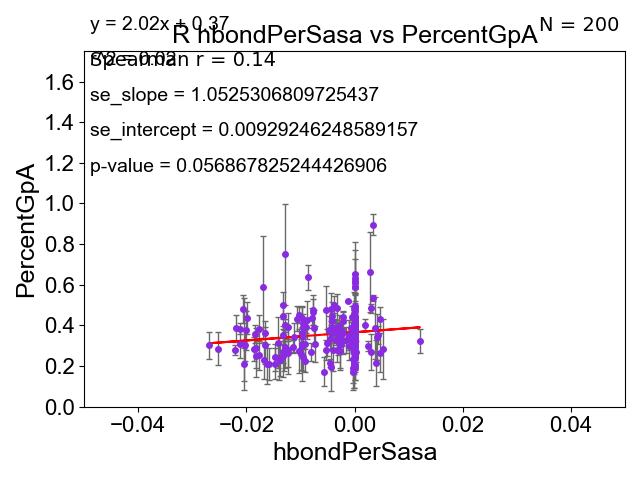 y = 2.02x + 0.37
N = 200
R hbondPerSasa vs PercentGpA
Spearman r = 0.14
se_slope = 1.0525306809725437
se_intercept = 0.00929246248589157
p-value = 0.056867825244426906
PercentGpA
1.6
1.4
1.2
1.0
0.8
0.6
0.4
0.2
0.0
−0.04 −0.02 0.00 0.02 0.04
hbondPerSasa